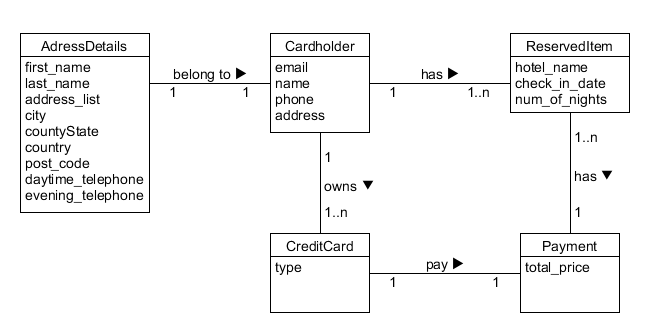 AdressDetails
first_name
last_name
address_list
city
countyState
country
post_code
daytime_telephone
evening_telephone
belong to ▶
1 1
Cardholder
email
name
phone
address
has ▶
1 1..n
ReservedItem
hotel_name
check_in_date
num_of_nights
1
owns ▼
1..n
1..n
has ▼
1
CreditCard
type
pay ▶
1 1
Payment
total_price